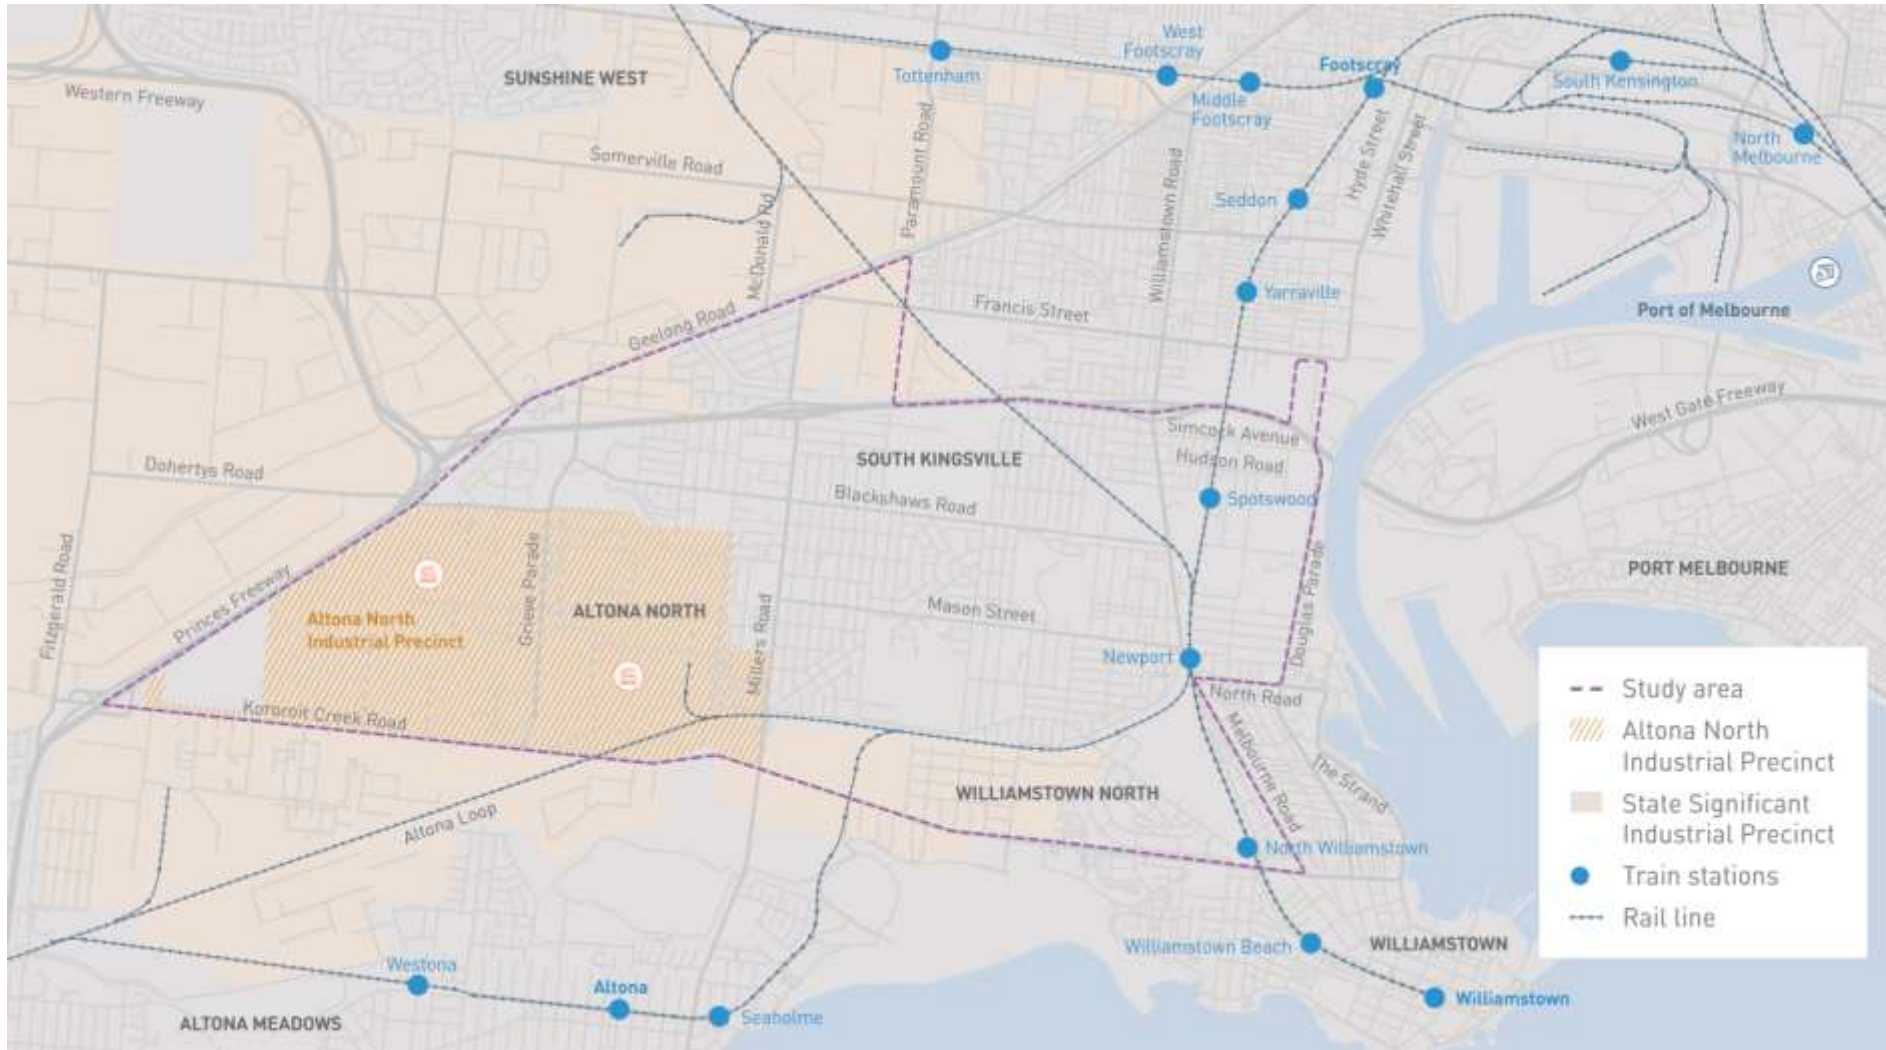 West
Footscray
Footscray
SUNSHINE WEST
Tottenham
South Kensington
Western Freeway
Middle
Footscray
North
Melbourne
Somerville Road
Paramount Road
Hyde Street
Whitehall Street
Williamstown Road
McDonald Rd
Seddon
Yarraville
Francis Street
Geelong Road
Port of Melbourne
West Gate Freeway
Simcock Avenue
SOUTH KINGSVILLE
Hudson Road
Dohertys Road
Blackshaws Road
Spotswood
Fitzgerald Road
Princes Freeway
Grieve Parade
Douglas Parade
PORT MELBOURNE
Altona North
Industrial Precinct
ALTONA NORTH
Mason Street
Millers Road
Newport
North Road
Kororoit Creek Road
Melbourne Road
The Strand
WILLIAMSTOWN NORTH
Altona Loop
North Williamstown
Williamstown Beach
WILLIAMSTOWN
Westona
Altona
Seaholme
Williamstown
ALTONA MEADOWS
Study area
Altona North
Industrial Precinct
State Significant
Industrial Precinct
Train stations
Rail line